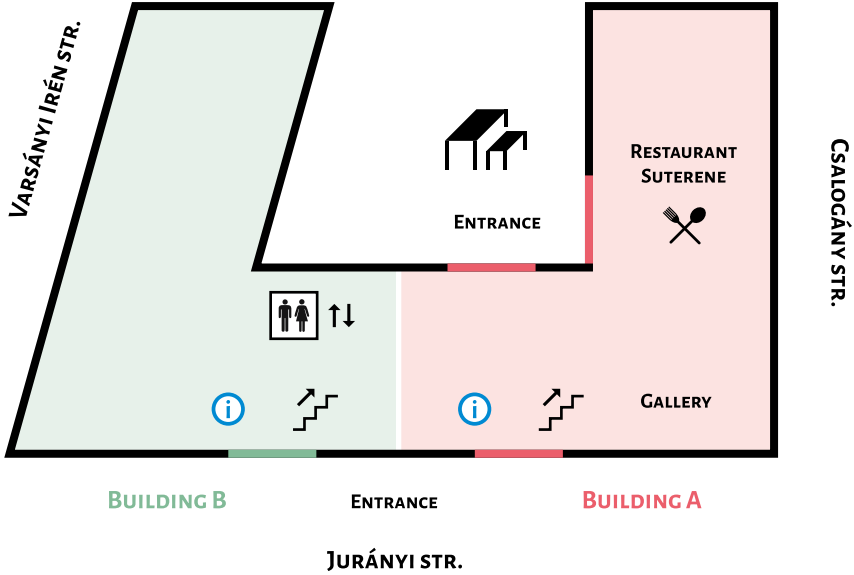 Varsányi Irén str.
Restaurant
Suterene
Csalogány str.
Entrance
i
i
Gallery
Building B
Entrance
Building A
Jurányi str.